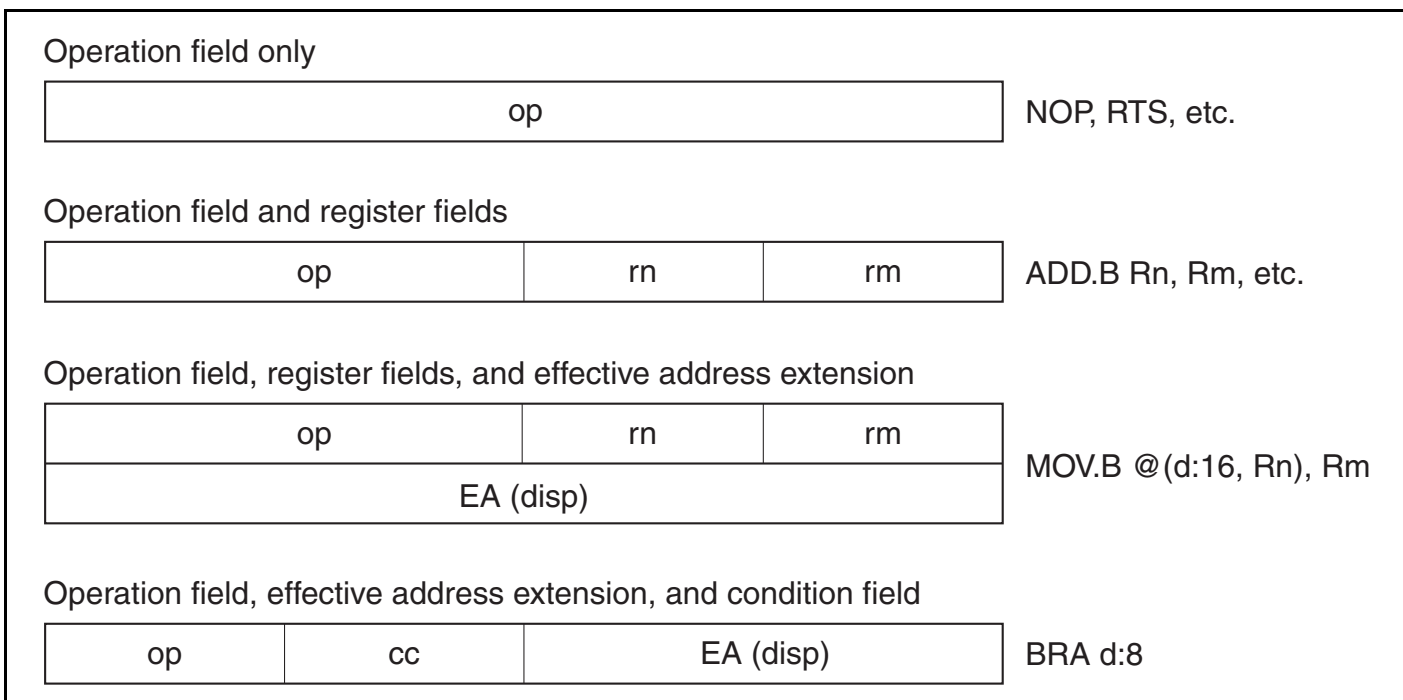 Operation field only
op
NOP, RTS, etc.
Operation field and register fields
op rn rm
ADD.B Rn, Rm, etc.
Operation field, register fields, and effective address extension
op rn rm
EA (disp)
MOV.B @(d:16, Rn), Rm
Operation field, effective address extension, and condition field
op cc EA (disp)
BRA d:8